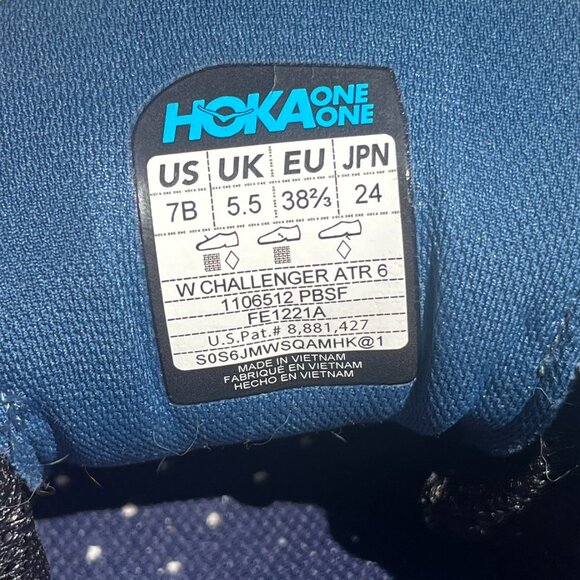 HOKA ONE ONE
US UK EU JPN
7B 5.5 38⅔ 24
W CHALLENGER ATR 6
1106512 PBSF
FE1221A
U.S.Pat.# 8,881,427
S0S6JMWSQAMHK@1
MADE IN VIETNAM
FABRIQUÉ EN VIETNAM
HECHO EN VIETNAM